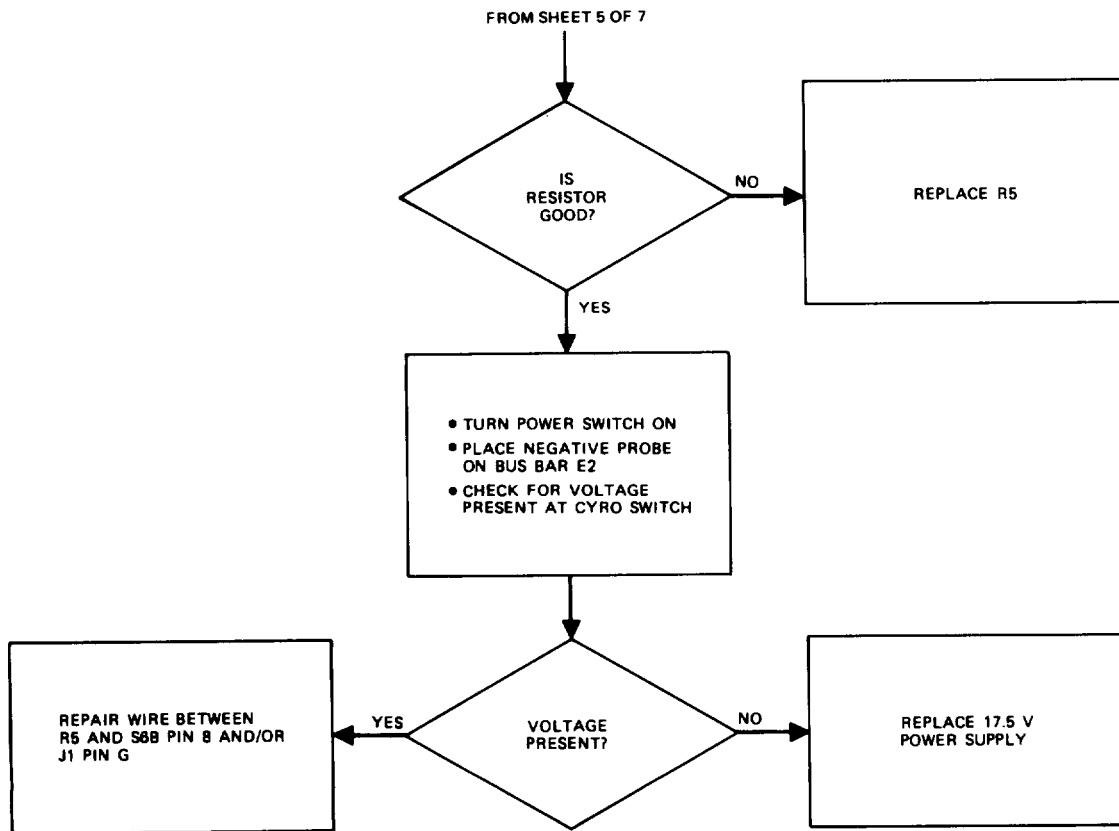 FROM SHEET 5 OF 7
IS
RESISTOR
GOOD?
NO
REPLACE R5
YES
• TURN POWER SWITCH ON
• PLACE NEGATIVE PROBE
ON BUS BAR E2
• CHECK FOR VOLTAGE
PRESENT AT CYRO SWITCH
REPAIR WIRE BETWEEN
R5 AND S6B PIN 8 AND/OR
J1 PIN G
YES
VOLTAGE
PRESENT?
NO
REPLACE 17.5 V
POWER SUPPLY